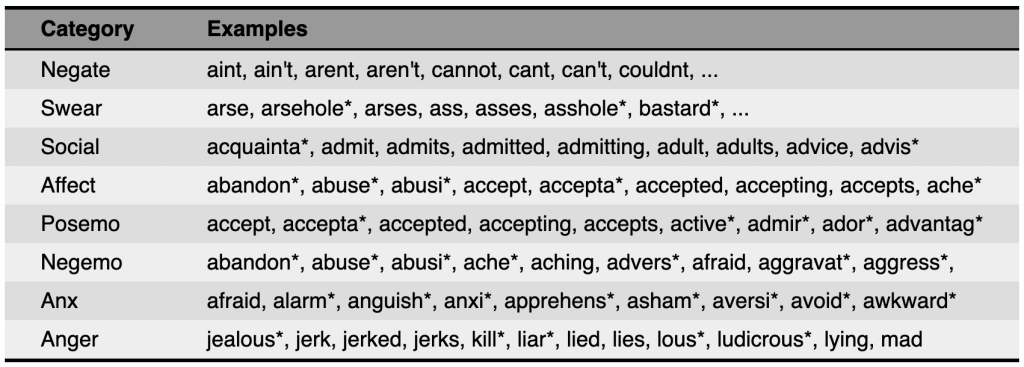 Category Examples
Negate aint, ain't, arent, aren't, cannot, cant, can't, couldnt, ...
Swear arse, arsehole*, arses, ass, asses, asshole*, bastard*, ...
Social acquainta*, admit, admits, admitted, admitting, adult, adults, advice, advis*
Affect abandon*, abuse*, abusi*, accept, accepta*, accepted, accepting, accepts, ache*
Posemo accept, accepta*, accepted, accepting, accepts, active*, admir*, ador*, advantag*
Negemo abandon*, abuse*, abusi*, ache*, aching, advers*, afraid, aggravat*, aggress*,
Anx afraid, alarm*, anguish*, anxi*, apprehens*, asham*, aversi*, avoid*, awkward*
Anger jealous*, jerk, jerked, jerks, kill*, liar*, lied, lies, lous*, ludicrous*, lying, mad